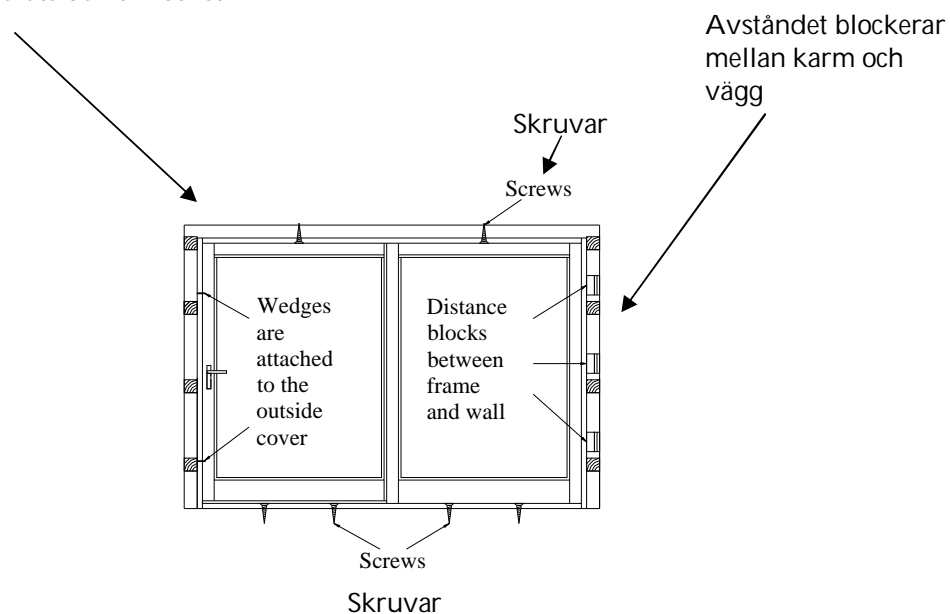 Avståndet blockerar
mellan karm och
vägg
Skruvar
Screws
Wedges
are
attached
to the
outside
cover
Distance
blocks
between
frame
and wall
Screws
Skruvar